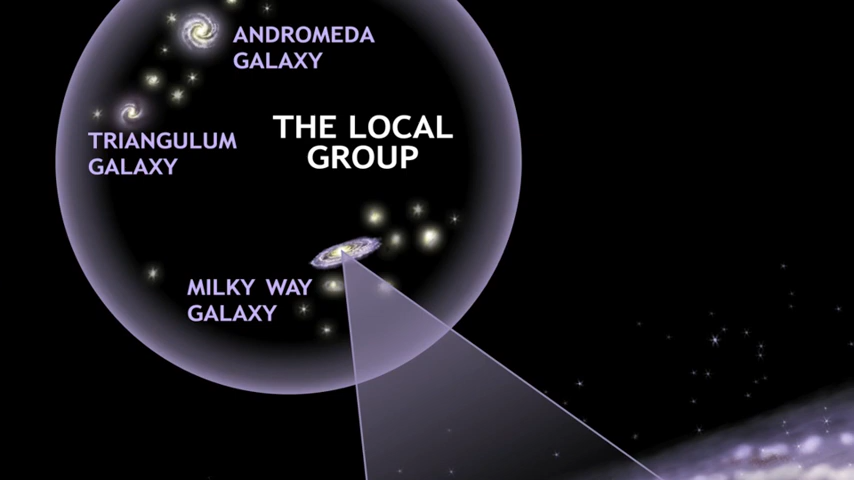 ANDROMEDA
GALAXY
THE LOCAL
GROUP
TRIANGULUM
GALAXY
MILKY WAY
GALAXY